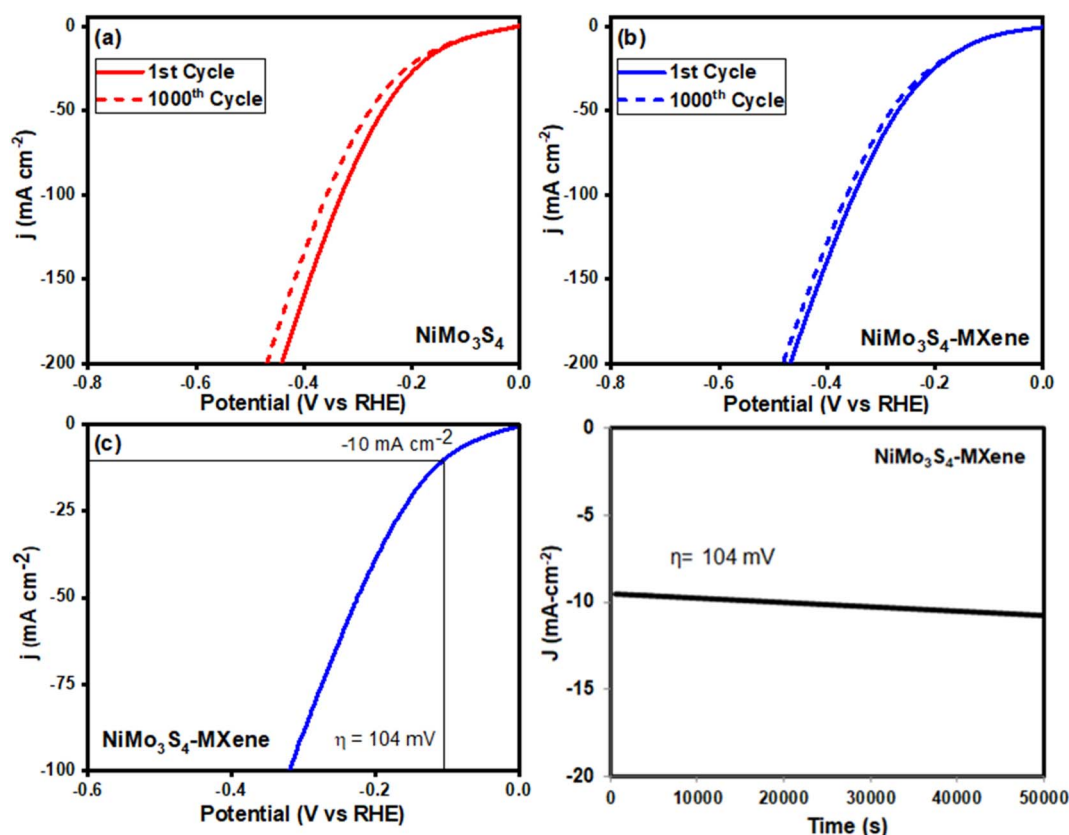 (a)
1st Cycle
1000th Cycle
NiMo3S4
0
-50
-100
-150
-200
-0.8
-0.6
-0.4
-0.2
0.0
j (mA cm-2)
Potential (V vs RHE)
(b)
1st Cycle
1000th Cycle
NiMo3S4-MXene
0
-50
-100
-150
-200
-0.8
-0.6
-0.4
-0.2
0.0
j (mA cm-2)
Potential (V vs RHE)
(c)
-10 mA cm-2
NiMo3S4-MXene
η = 104 mV
0
-25
-50
-75
-100
-0.6
-0.4
-0.2
0.0
j (mA cm-2)
Potential (V vs RHE)
NiMo3S4-MXene
η= 104 mV
0
-5
-10
-15
-20
0
10000
20000
30000
40000
50000
J (mA-cm-2)
Time (s)